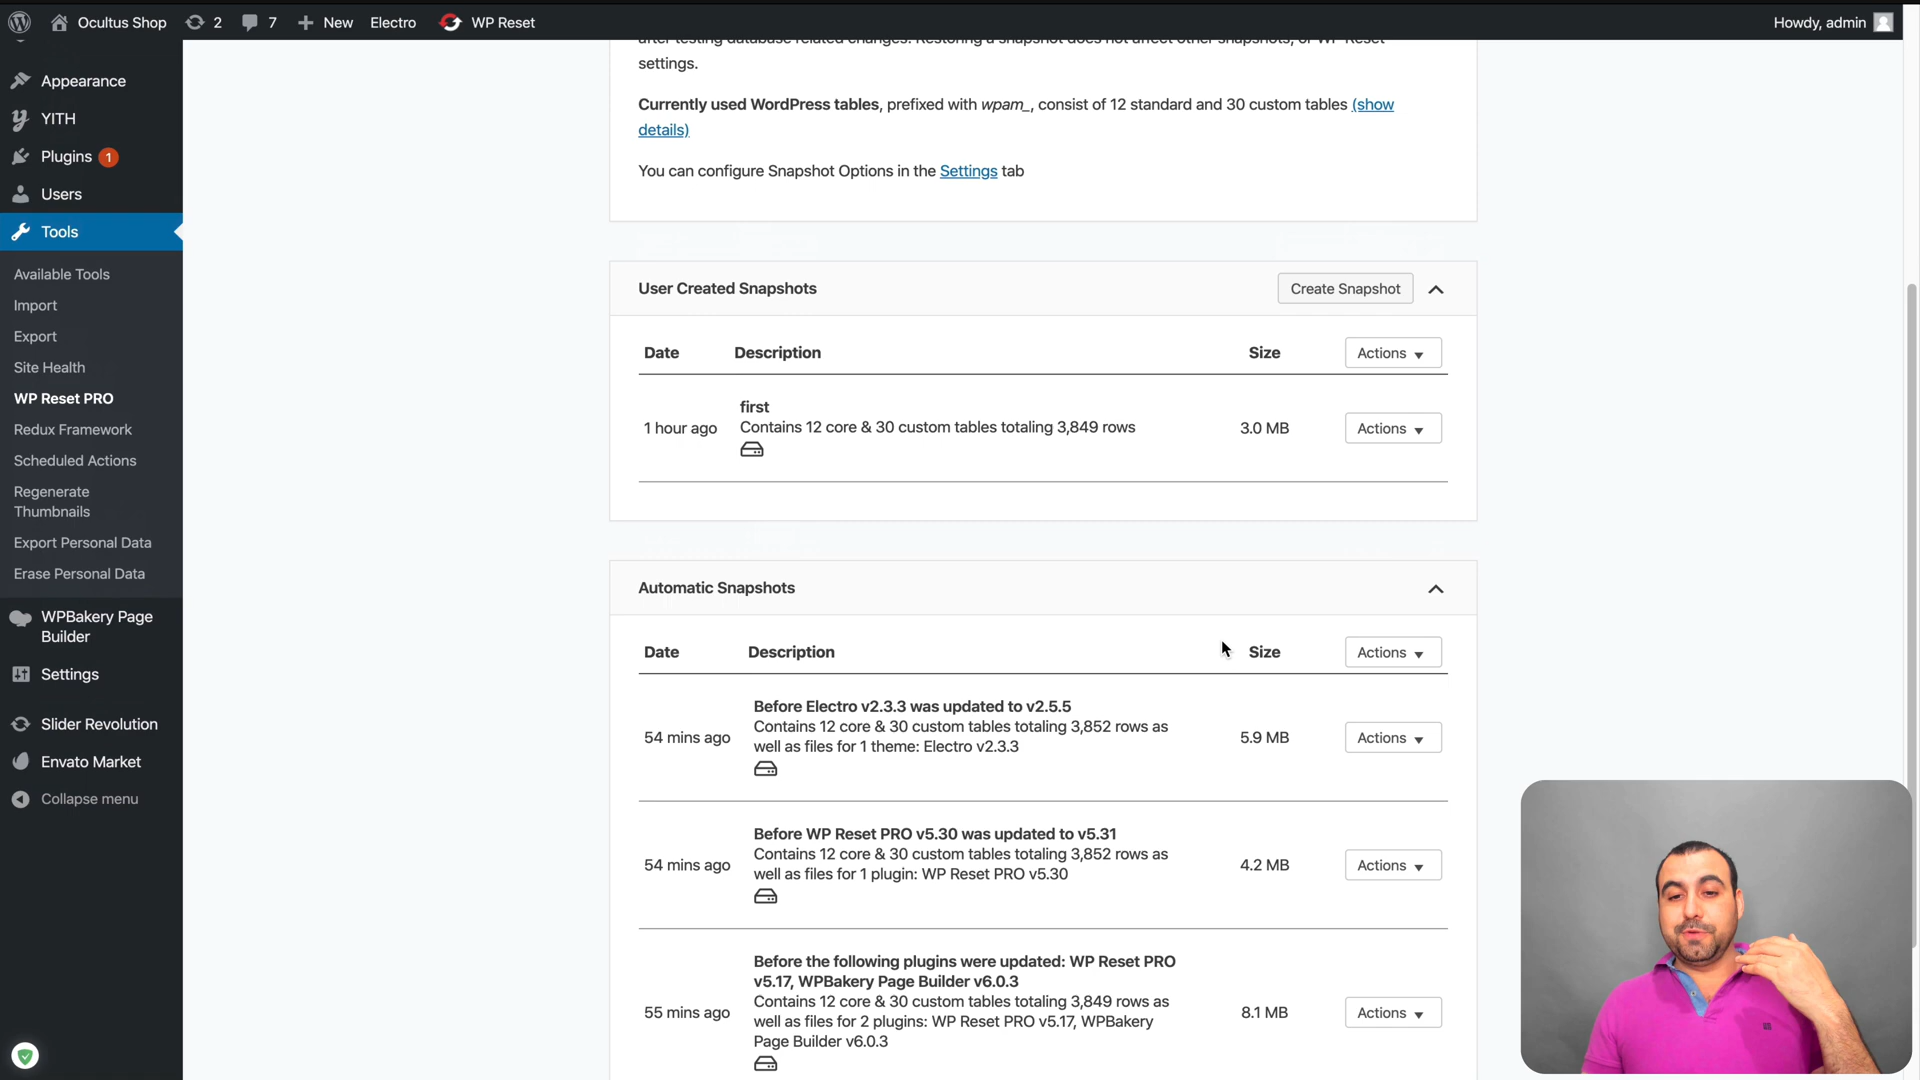 Ocultus Shop 2 7 New Electro WP Reset Howdy, admin
Appearance
YITH
Plugins 1
Users
Tools
Available Tools
Import
Export
Site Health
WP Reset PRO
Redux Framework
Scheduled Actions
Regenerate
Thumbnails
Export Personal Data
Erase Personal Data
WPBakery Page
Builder
Settings
Slider Revolution
Envato Market
Collapse menu
after testing database related changes. Restoring a snapshot does not affect other snapshots, or WP Reset
settings.
Currently used WordPress tables, prefixed with wpam_, consist of 12 standard and 30 custom tables (show
details)
You can configure Snapshot Options in the Settings tab
User Created Snapshots Create Snapshot
Date Description Size Actions
first
1 hour ago Contains 12 core & 30 custom tables totaling 3,849 rows 3.0 MB Actions
Automatic Snapshots
Date Description Size Actions
Before Electro v2.3.3 was updated to v2.5.5
Contains 12 core & 30 custom tables totaling 3,852 rows as
54 mins ago well as files for 1 theme: Electro v2.3.3 5.9 MB Actions
Before WP Reset PRO v5.30 was updated to v5.31
Contains 12 core & 30 custom tables totaling 3,852 rows as
54 mins ago well as files for 1 plugin: WP Reset PRO v5.30 4.2 MB Actions
Before the following plugins were updated: WP Reset PRO
v5.17, WPBakery Page Builder v6.0.3
Contains 12 core & 30 custom tables totaling 3,849 rows as
55 mins ago well as files for 2 plugins: WP Reset PRO v5.17, WPBakery 8.1 MB Actions
Page Builder v6.0.3